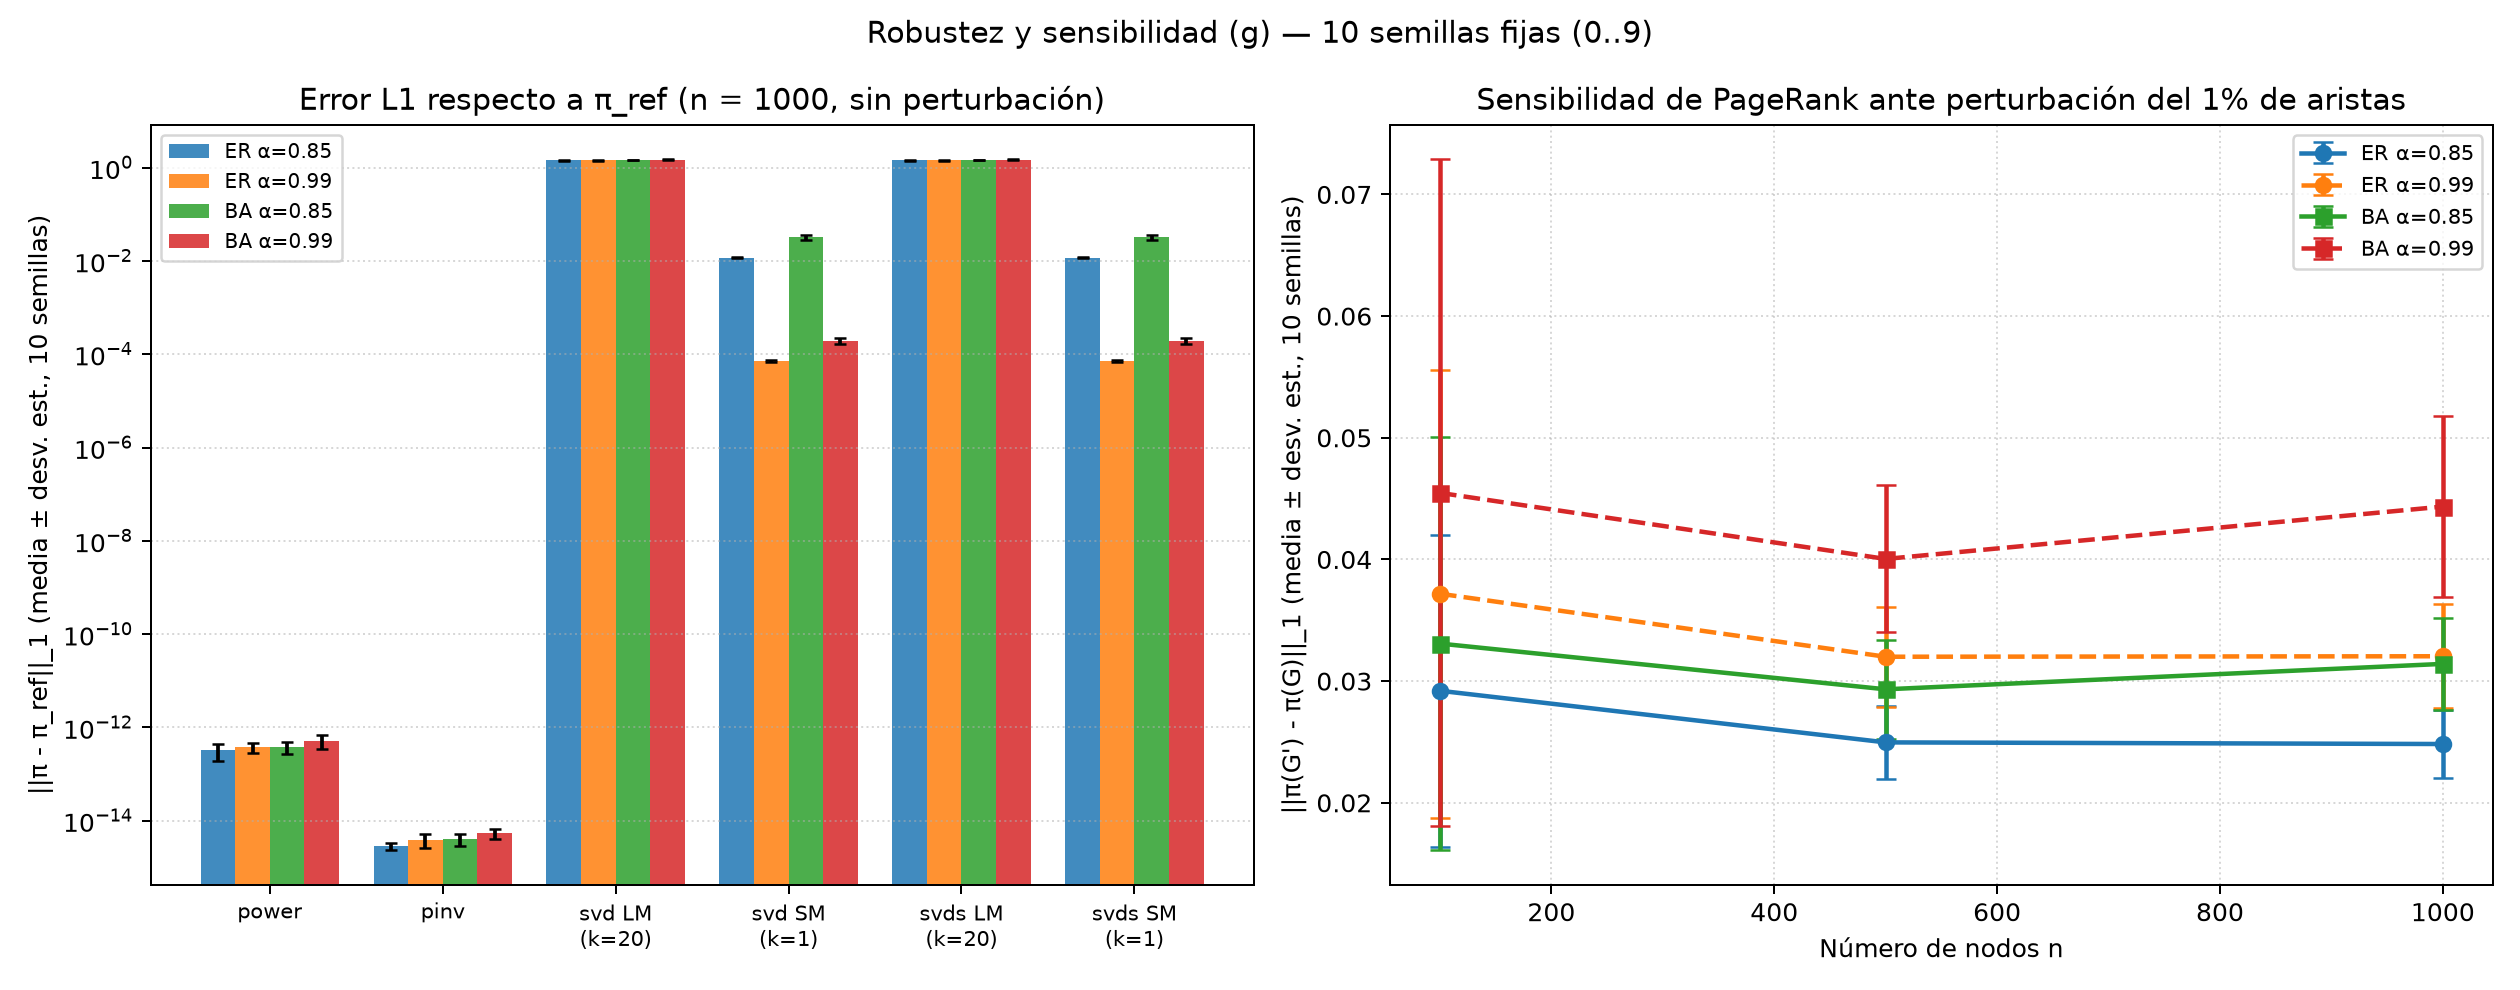 Robustez y sensibilidad (g) — 10 semillas fijas (0..9)
Error L1 respecto a π_ref (n = 1000, sin perturbación)
||π - π_ref||_1 (media ± desv. est., 10 semillas)
10⁰
10⁻²
10⁻⁴
10⁻⁶
10⁻⁸
10⁻¹⁰
10⁻¹²
10⁻¹⁴
ER α=0.85
ER α=0.99
BA α=0.85
BA α=0.99
power
pinv
svd LM
(k=20)
svd SM
(k=1)
svds LM
(k=20)
svds SM
(k=1)
Sensibilidad de PageRank ante perturbación del 1% de aristas
||π(G') - π(G)||_1 (media ± desv. est., 10 semillas)
0.07
0.06
0.05
0.04
0.03
0.02
ER α=0.85
ER α=0.99
BA α=0.85
BA α=0.99
200
400
600
800
1000
Número de nodos n